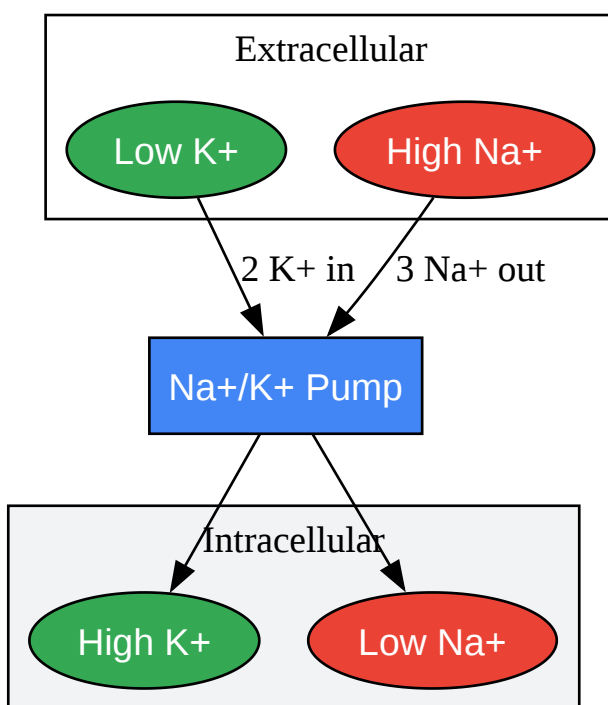 Extracellular
Low K+
High Na+
2 K+ in
3 Na+ out
Na+/K+ Pump
Intracellular
High K+
Low Na+